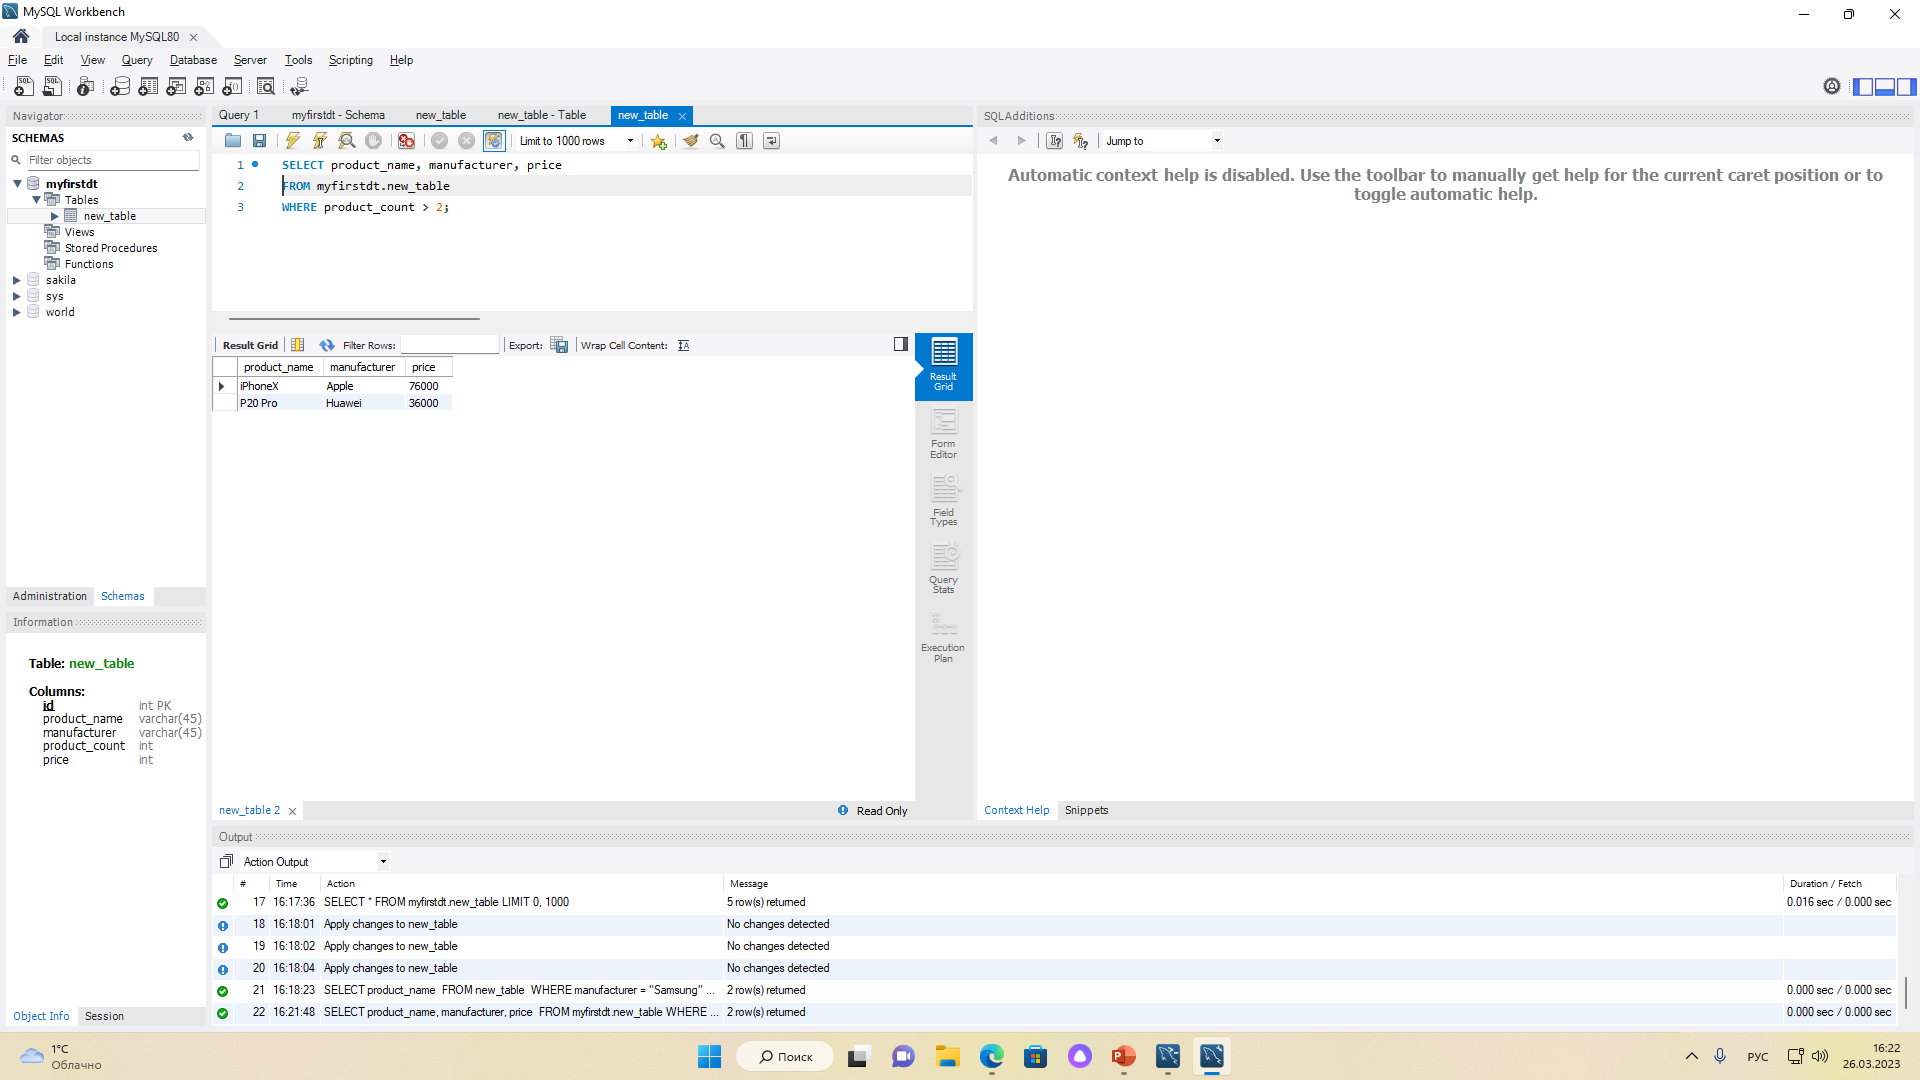 MySQL Workbench
Local instance MySQL80
File Edit View Query Database Server Tools Scripting Help
Navigator
SCHEMAS
Filter objects
myfirstdt
Tables
new_table
Views
Stored Procedures
Functions
sakila
sys
world
Administration Schemas
Information
Table: new_table
Columns:
id int PK
product_name varchar(45)
manufacturer varchar(45)
product_count int
price int
Object Info Session
Query 1 myfirstdt - Schema new_table new_table - Table new_table
Limit to 1000 rows
1 SELECT product_name, manufacturer, price
2 FROM myfirstdt.new_table
3 WHERE product_count > 2;
Result Grid Filter Rows: Export: Wrap Cell Content:
product_name manufacturer price
iPhoneX Apple 76000
P20 Pro Huawei 36000
Result
Grid
Form
Editor
Field
Types
Query
Stats
Execution
Plan
new_table 2 Read Only
SQLAdditions
Jump to
Automatic context help is disabled. Use the toolbar to manually get help for the current caret position or to
toggle automatic help.
Context Help Snippets
Output
Action Output
# Time Action Message Duration / Fetch
17 16:17:36 SELECT * FROM myfirstdt.new_table LIMIT 0, 1000 5 row(s) returned 0.016 sec / 0.000 sec
18 16:18:01 Apply changes to new_table No changes detected
19 16:18:02 Apply changes to new_table No changes detected
20 16:18:04 Apply changes to new_table No changes detected
21 16:18:23 SELECT product_name FROM new_table WHERE manufacturer = "Samsung" ... 2 row(s) returned 0.000 sec / 0.000 sec
22 16:21:48 SELECT product_name, manufacturer, price FROM myfirstdt.new_table WHERE ... 2 row(s) returned 0.000 sec / 0.000 sec
1°C
Облачно
Поиск
РУС
16:22
26.03.2023